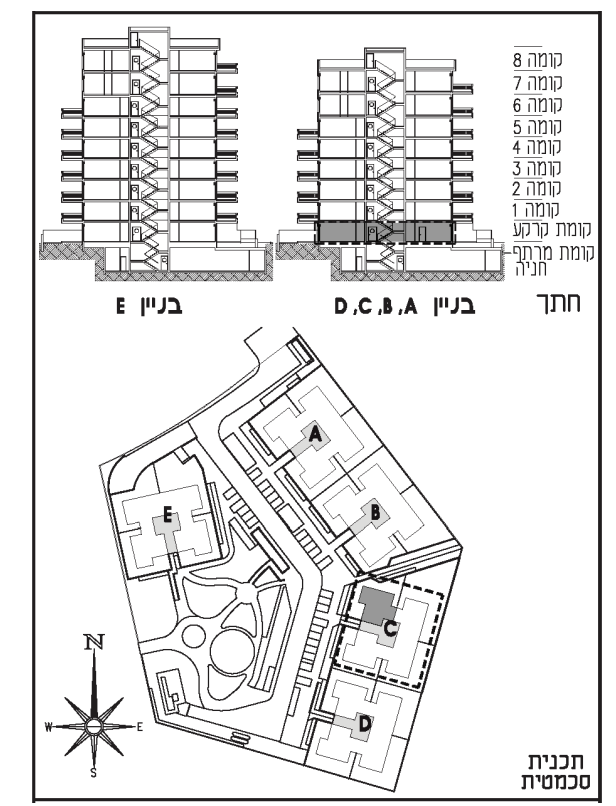 קומה 8
קומה 7
קומה 6
קומה 5
קומה 4
קומה 3
קומה 2
קומה 1
קומת קרקע
קומת מרתף
חניה
חתך
בניין D,C,B,A
בניין E
A
B
E
C
D
N
W E
S
תכנית
סכמטית